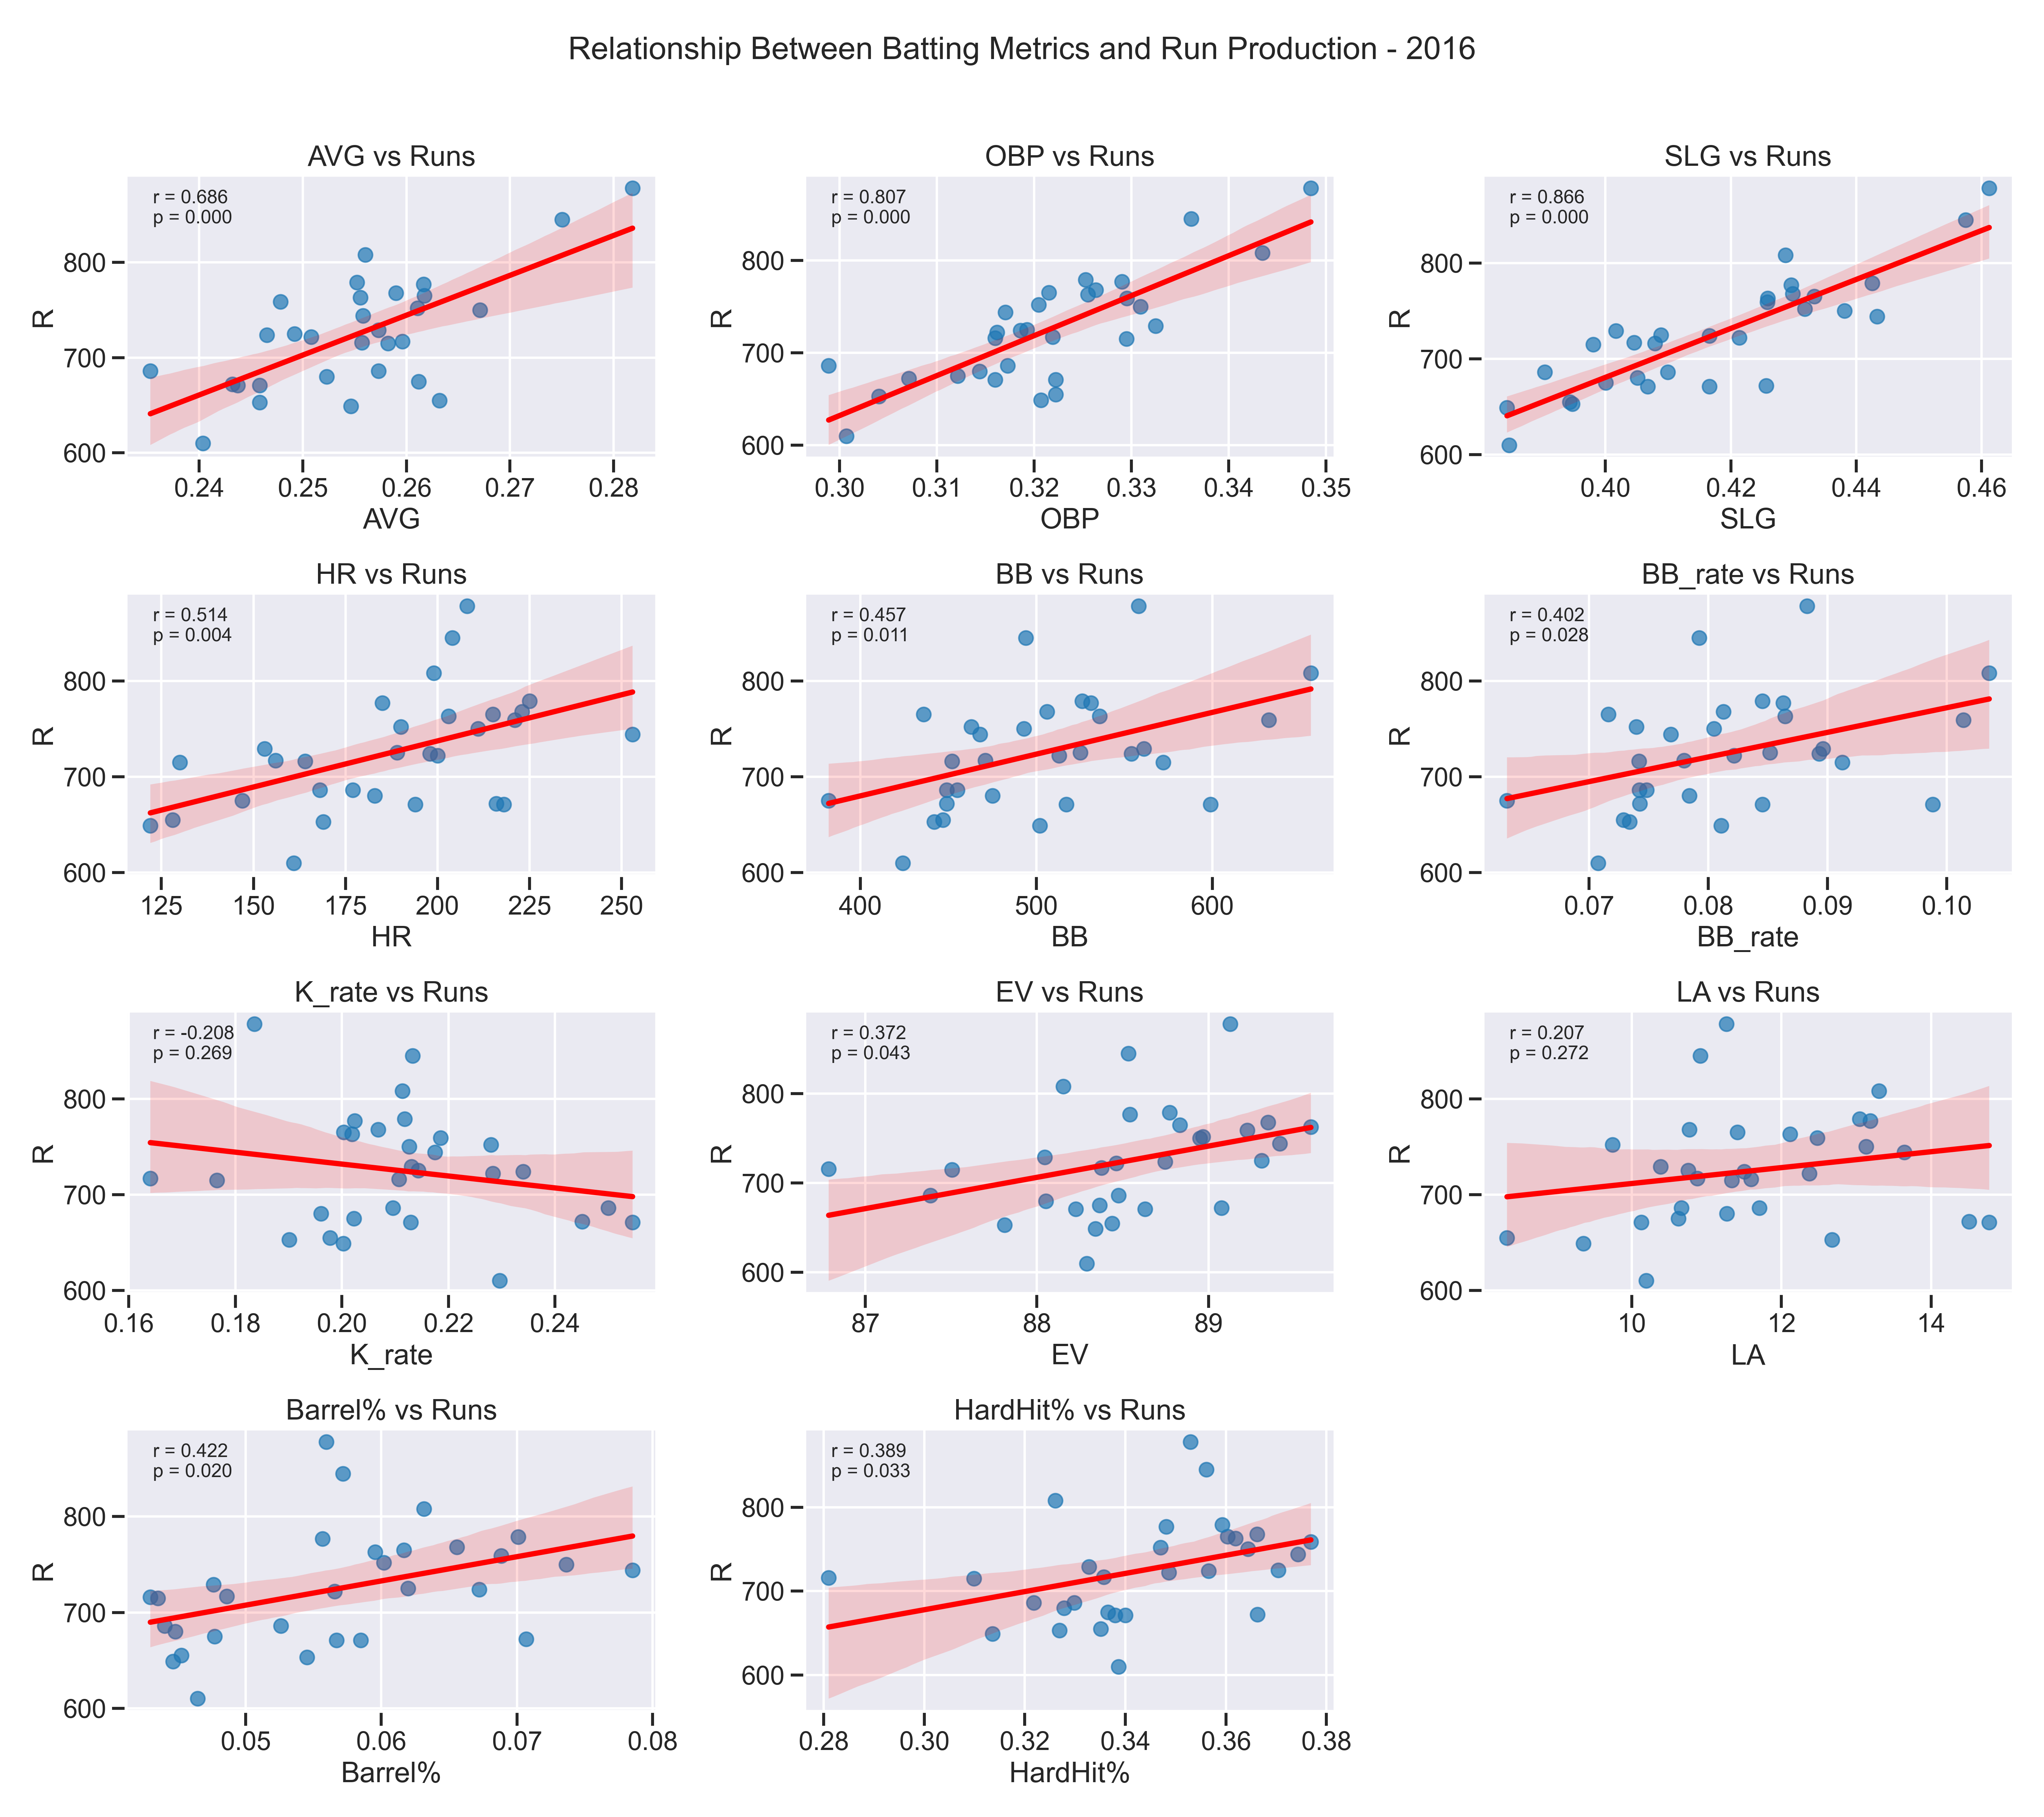 Relationship Between Batting Metrics and Run Production - 2016
AVG vs Runs
r = 0.686
p = 0.000
R
800
700
600
0.24 0.25 0.26 0.27 0.28
AVG
OBP vs Runs
r = 0.807
p = 0.000
R
800
700
600
0.30 0.31 0.32 0.33 0.34 0.35
OBP
SLG vs Runs
r = 0.866
p = 0.000
R
800
700
600
0.40 0.42 0.44 0.46
SLG
HR vs Runs
r = 0.514
p = 0.004
R
800
700
600
125 150 175 200 225 250
HR
BB vs Runs
r = 0.457
p = 0.011
R
800
700
600
400 500 600
BB
BB_rate vs Runs
r = 0.402
p = 0.028
R
800
700
600
0.07 0.08 0.09 0.10
BB_rate
K_rate vs Runs
r = -0.208
p = 0.269
R
800
700
600
0.16 0.18 0.20 0.22 0.24
K_rate
EV vs Runs
r = 0.372
p = 0.043
R
800
700
600
87 88 89
EV
LA vs Runs
r = 0.207
p = 0.272
R
800
700
600
10 12 14
LA
Barrel% vs Runs
r = 0.422
p = 0.020
R
800
700
600
0.05 0.06 0.07 0.08
Barrel%
HardHit% vs Runs
r = 0.389
p = 0.033
R
800
700
600
0.28 0.30 0.32 0.34 0.36 0.38
HardHit%